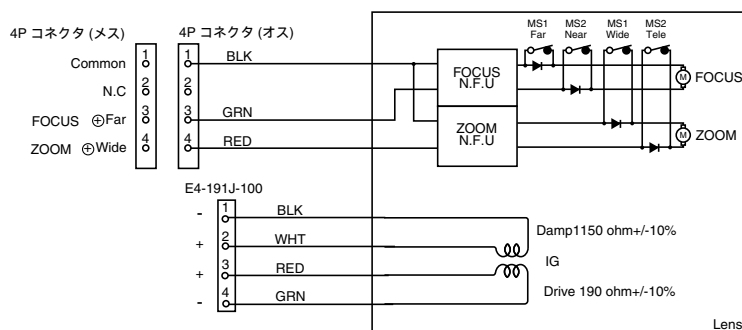 4P コネクタ (メス)
4P コネクタ (オス)
MS1 Far
MS2 Near
MS1 Wide
MS2 Tele
Common
1
1
BLK
N.C
2
2
FOCUS ⊕Far
3
3
GRN
ZOOM ⊕Wide
4
4
RED
FOCUS
N.F.U
ZOOM
N.F.U
M
FOCUS
M
ZOOM
E4-191J-100
-
1
BLK
+
2
WHT
+
3
RED
-
4
GRN
Damp1150 ohm+/-10%
IG
Drive 190 ohm+/-10%
Lens